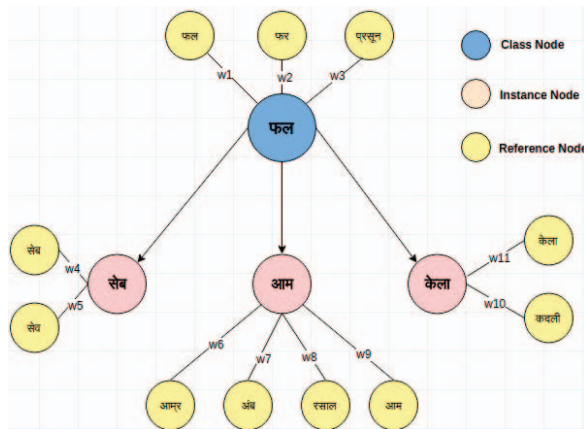 फल
फर
प्रसून
w1
w2
w3
Class Node
फल
Instance Node
Reference Node
सेब
w4
सेव
w5
सेब
आम
केला
w11
केला
w10
कदली
w6
w7
w8
w9
आम्र
अंब
रसाल
आम